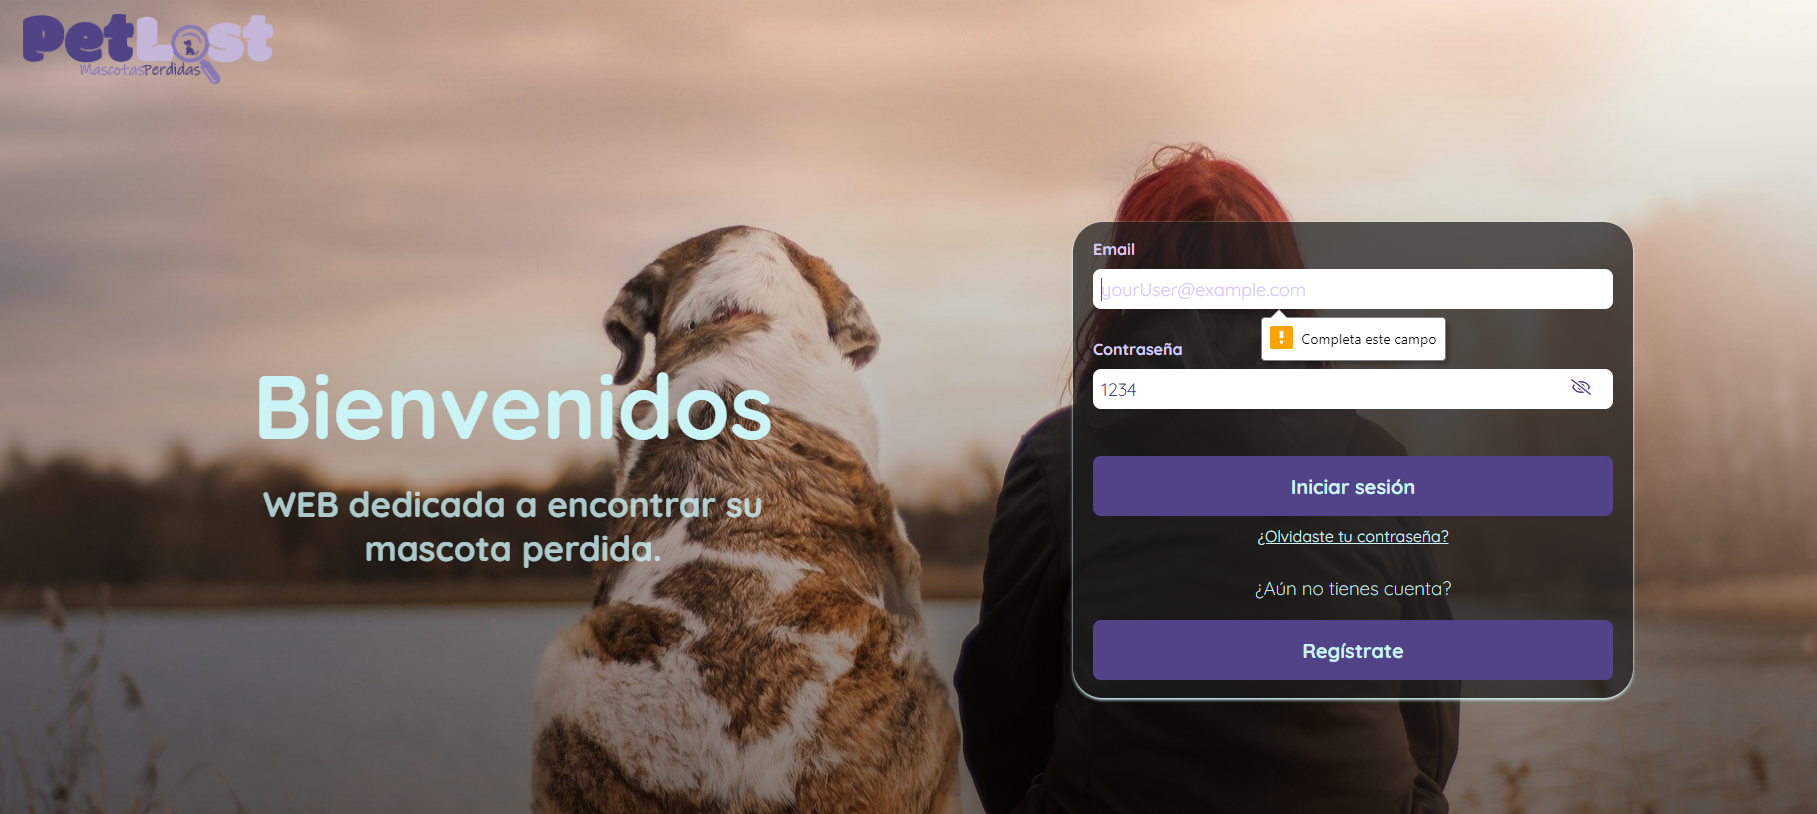 PetLost
MascotasPerdidas
Bienvenidos
WEB dedicada a encontrar su
mascota perdida.
Email
yourUser@example.com
Completa este campo
Contraseña
1234
Iniciar sesión
¿Olvidaste tu contraseña?
¿Aún no tienes cuenta?
Regístrate